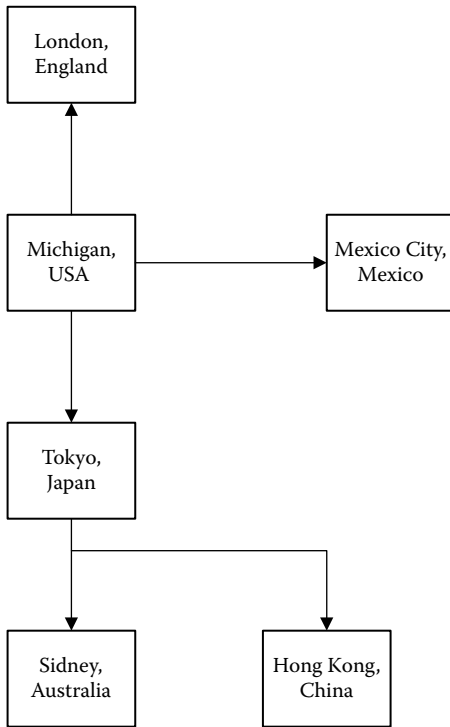 London,
England
Michigan,
USA
Mexico City,
Mexico
Tokyo,
Japan
Sidney,
Australia
Hong Kong,
China